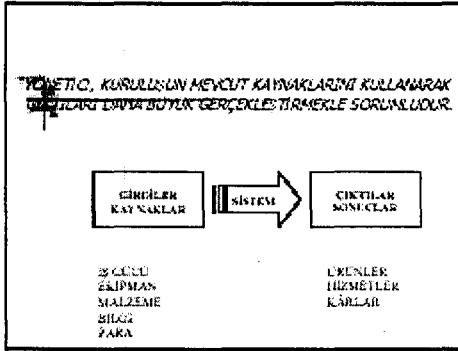 YÖNETİCİ, KURULUŞUN MEVCUT KAYNAKLARINI KULLANARAK
DAHA BÜYÜK GERÇEKLEŞTİRMEKLE SORUMLUDUR.
GİRDİLER
KAYNAKLAR
SİSTEM
ÇIKTILAR
SONUÇLAR
İŞ GÜCÜ
EKİPMAN
MALZEME
BİLGİ
PARA
ÜRÜNLER
HİZMETLER
KÂRLAR